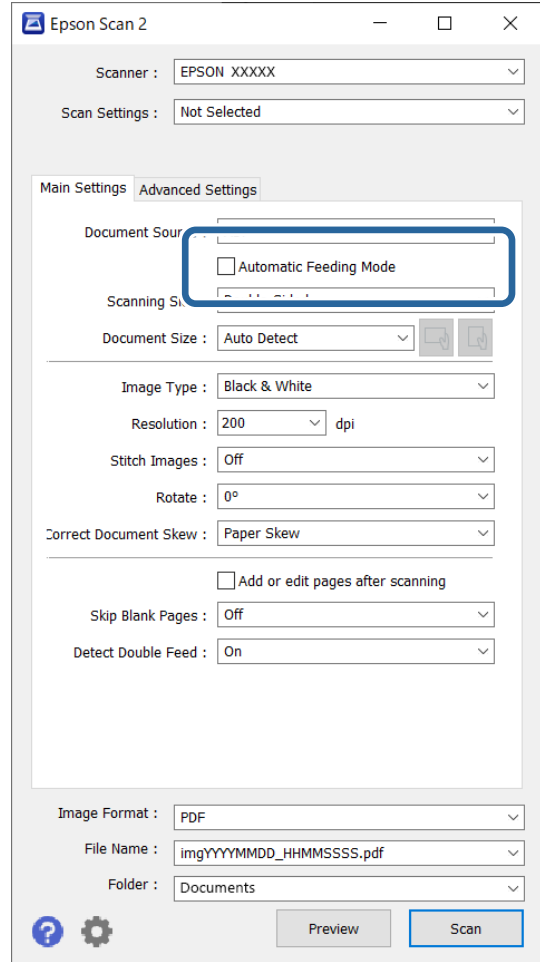 Epson Scan 2
Scanner : EPSON XXXXX
Scan Settings : Not Selected
Main Settings Advanced Settings
Document
Automatic Feeding Mode
Scanning
Document Size : Auto Detect
Image Type : Black & White
Resolution : 200 dpi
Stitch Images : Off
Rotate : 0°
Correct Document Skew : Paper Skew
Add or edit pages after scanning
Skip Blank Pages : Off
Detect Double Feed : On
Image Format : PDF
File Name : imgYYYYMMDD_HHMMSSSS.pdf
Folder : Documents
? Preview Scan